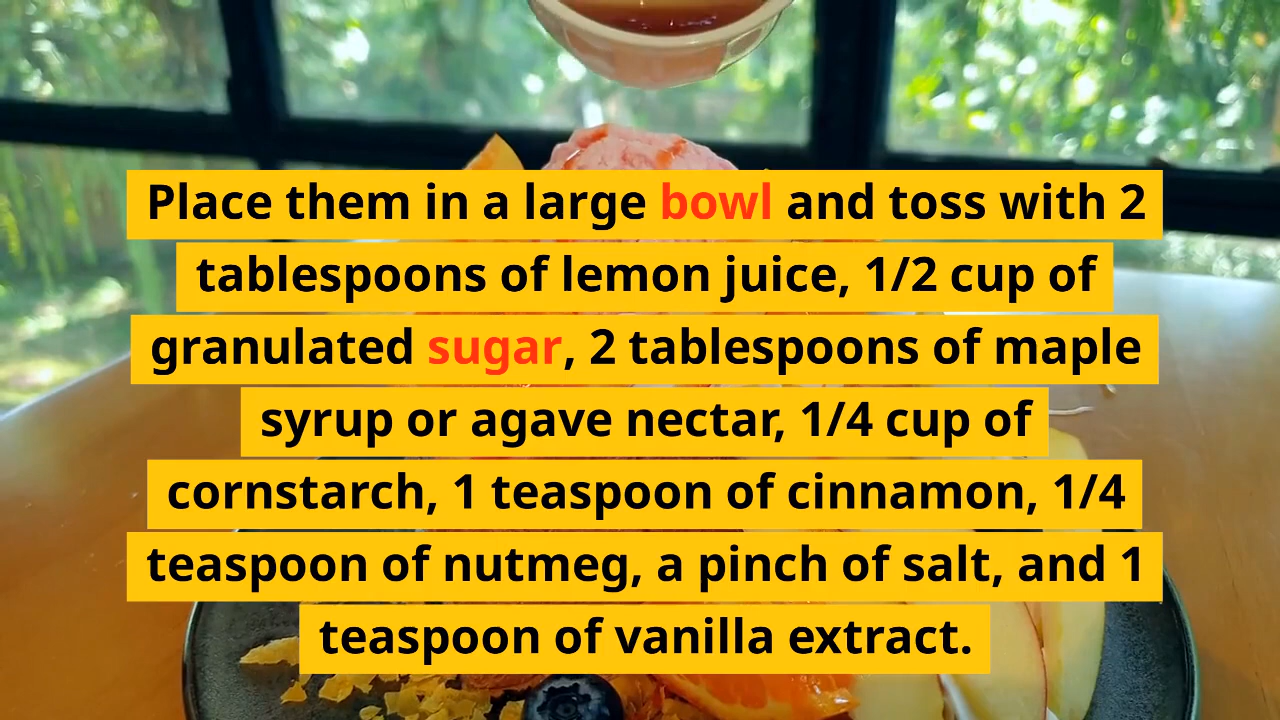 Place them in a large bowl and toss with 2
tablespoons of lemon juice, 1/2 cup of
granulated sugar, 2 tablespoons of maple
syrup or agave nectar, 1/4 cup of
cornstarch, 1 teaspoon of cinnamon, 1/4
teaspoon of nutmeg, a pinch of salt, and 1
teaspoon of vanilla extract.